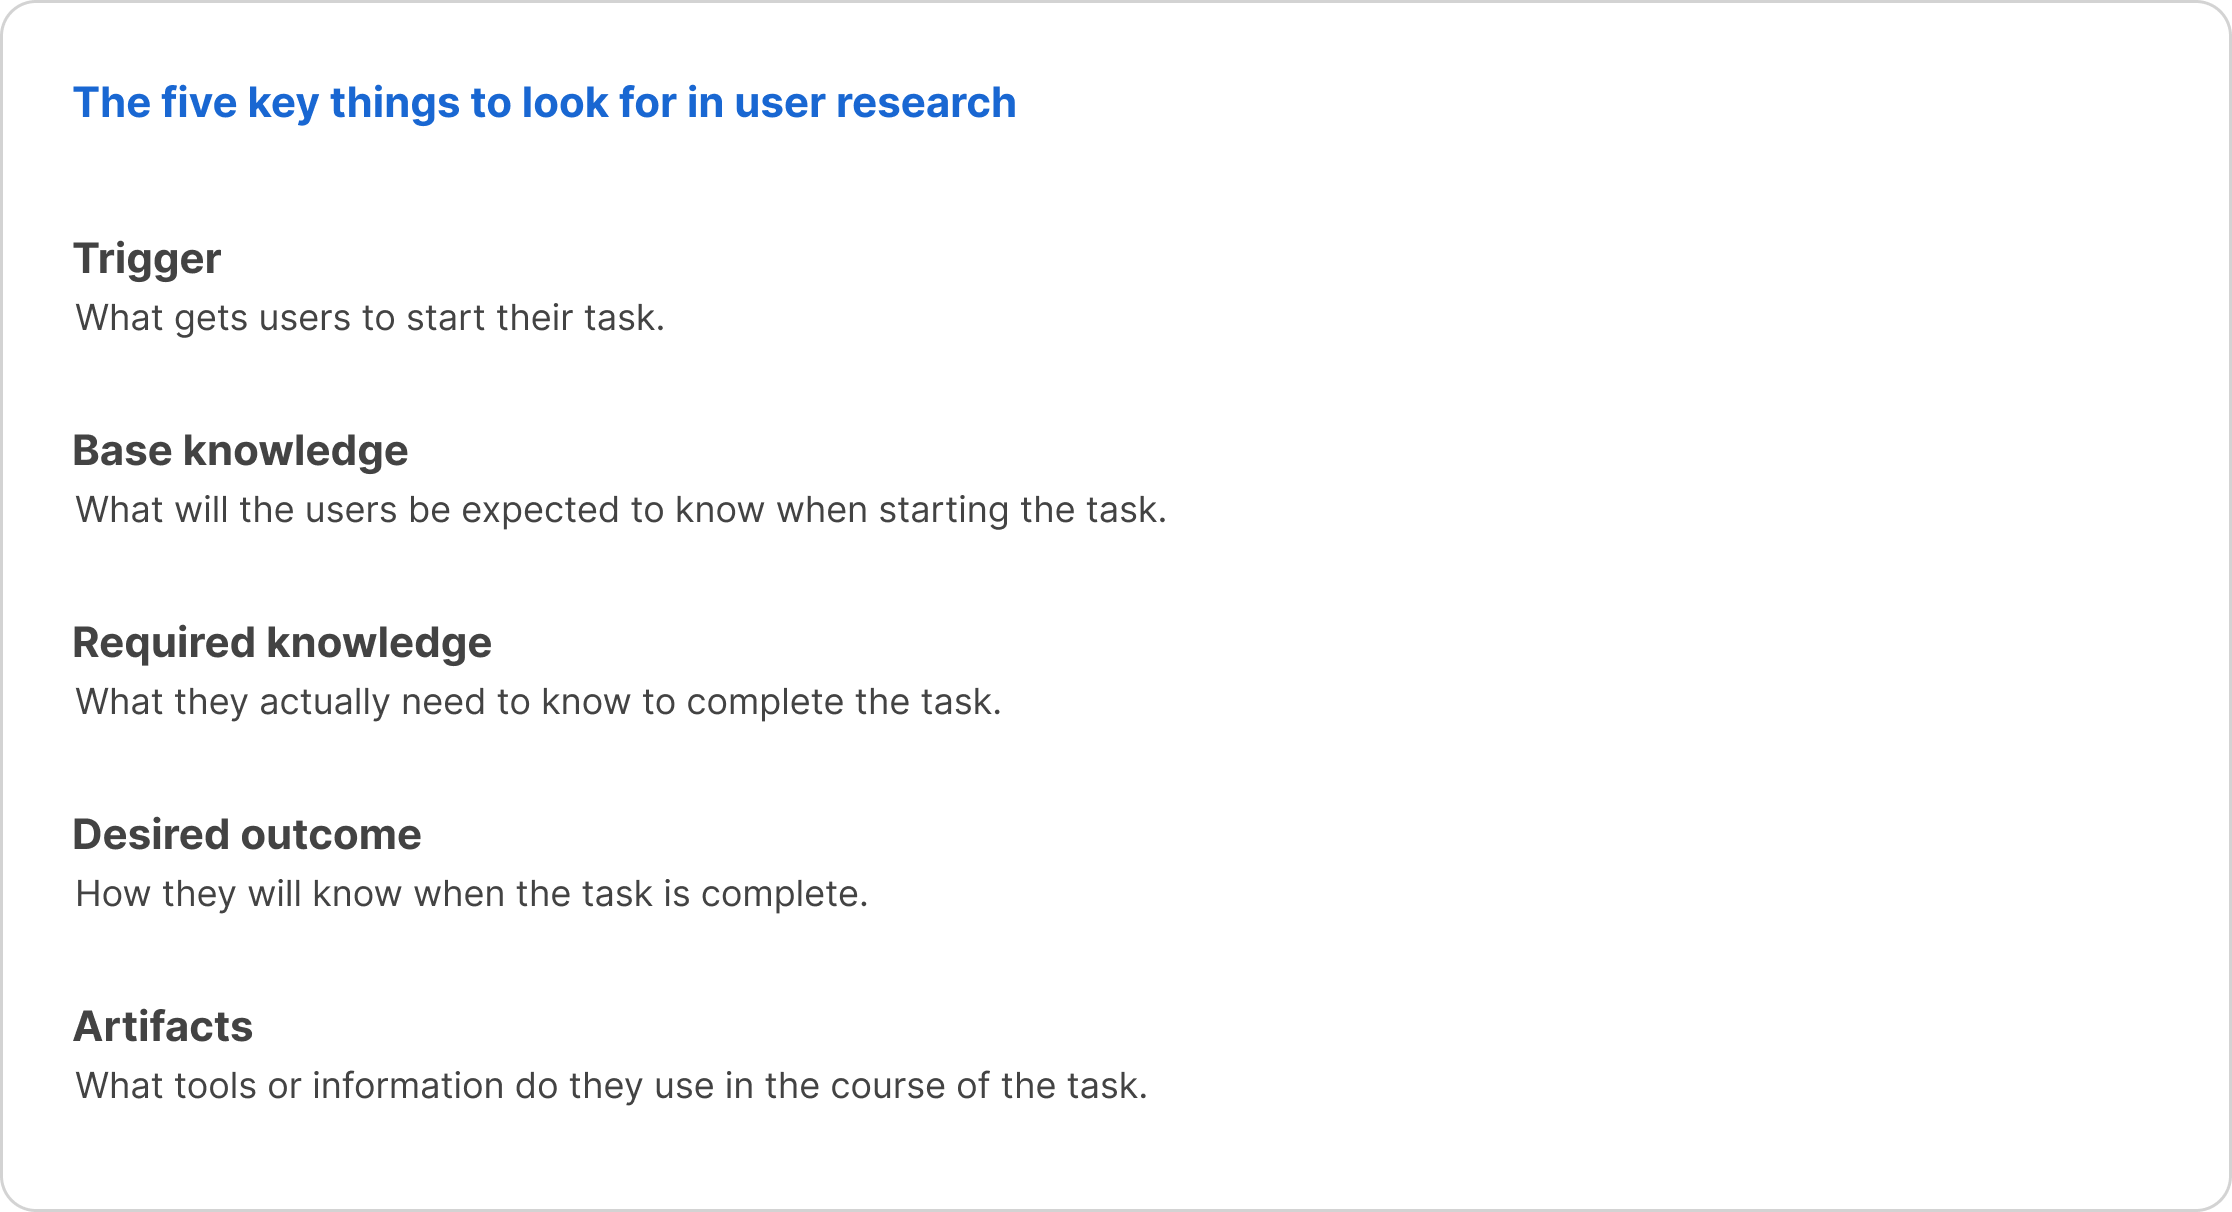 The five key things to look for in user research
Trigger
What gets users to start their task.
Base knowledge
What will the users be expected to know when starting the task.
Required knowledge
What they actually need to know to complete the task.
Desired outcome
How they will know when the task is complete.
Artifacts
What tools or information do they use in the course of the task.